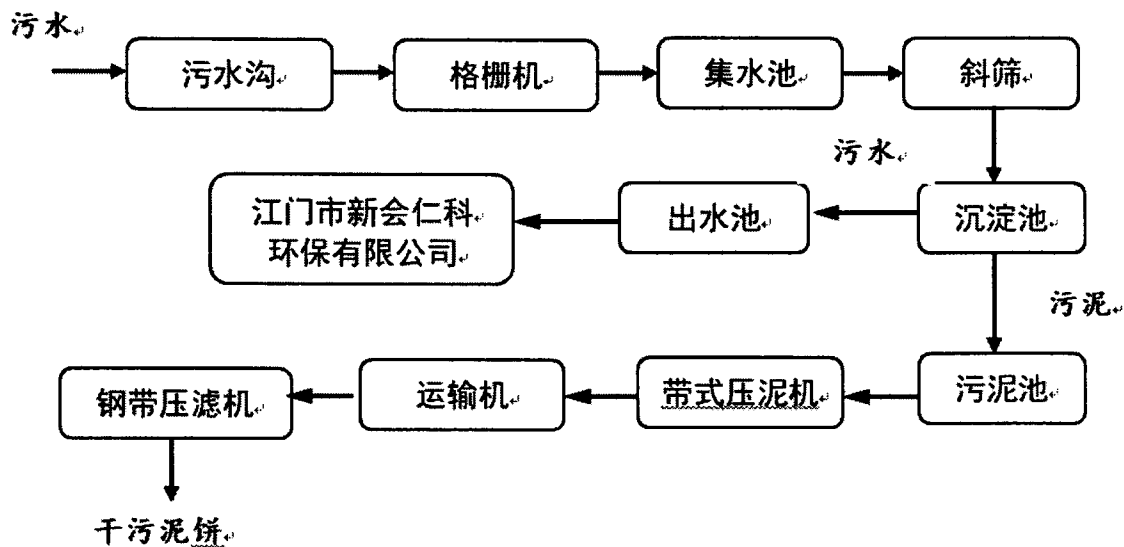 污水
污水沟
格栅机
集水池
斜筛
污水
江门市新会仁科
环保有限公司
出水池
沉淀池
污泥
钢带压滤机
运输机
带式压泥机
污泥池
干污泥饼